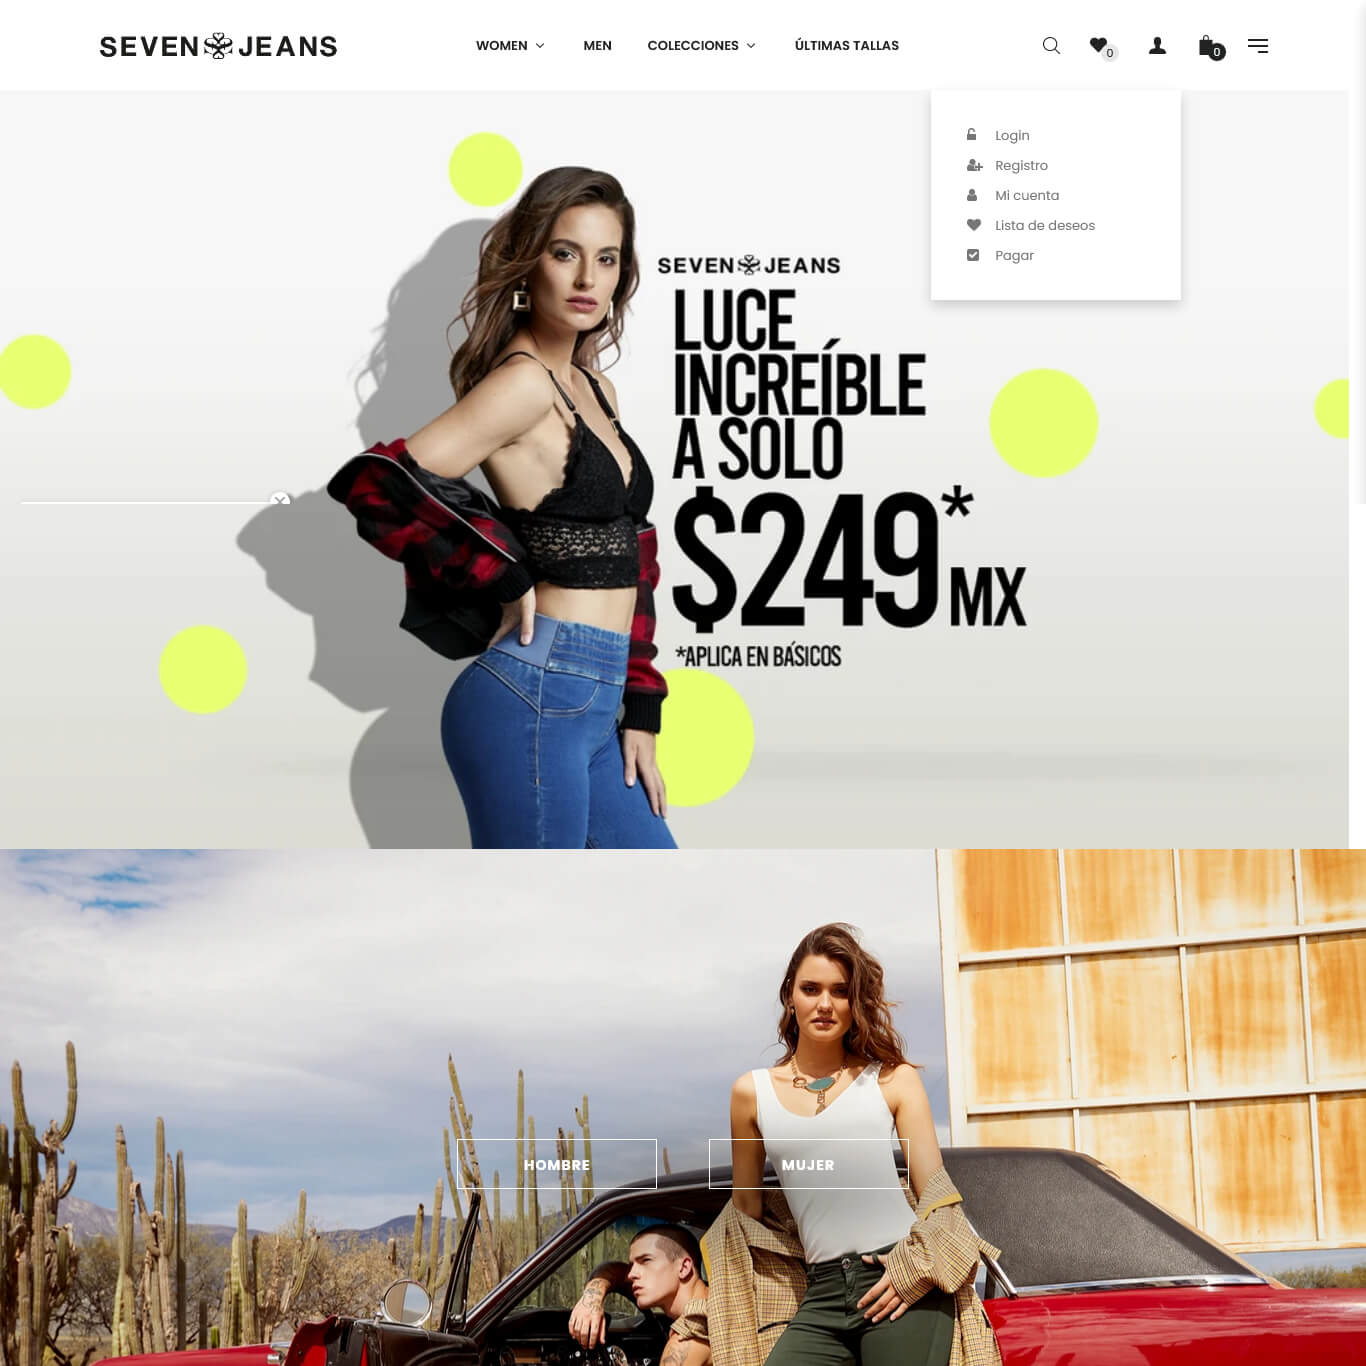 SEVEN JEANS
WOMEN
MEN
COLECCIONES
ÚLTIMAS TALLAS
0
0
Login
Registro
Mi cuenta
Lista de deseos
Pagar
SEVEN JEANS
LUCE
INCREÍBLE
A SOLO
$249*
MX
*APLICA EN BÁSICOS
HOMBRE
MUJER